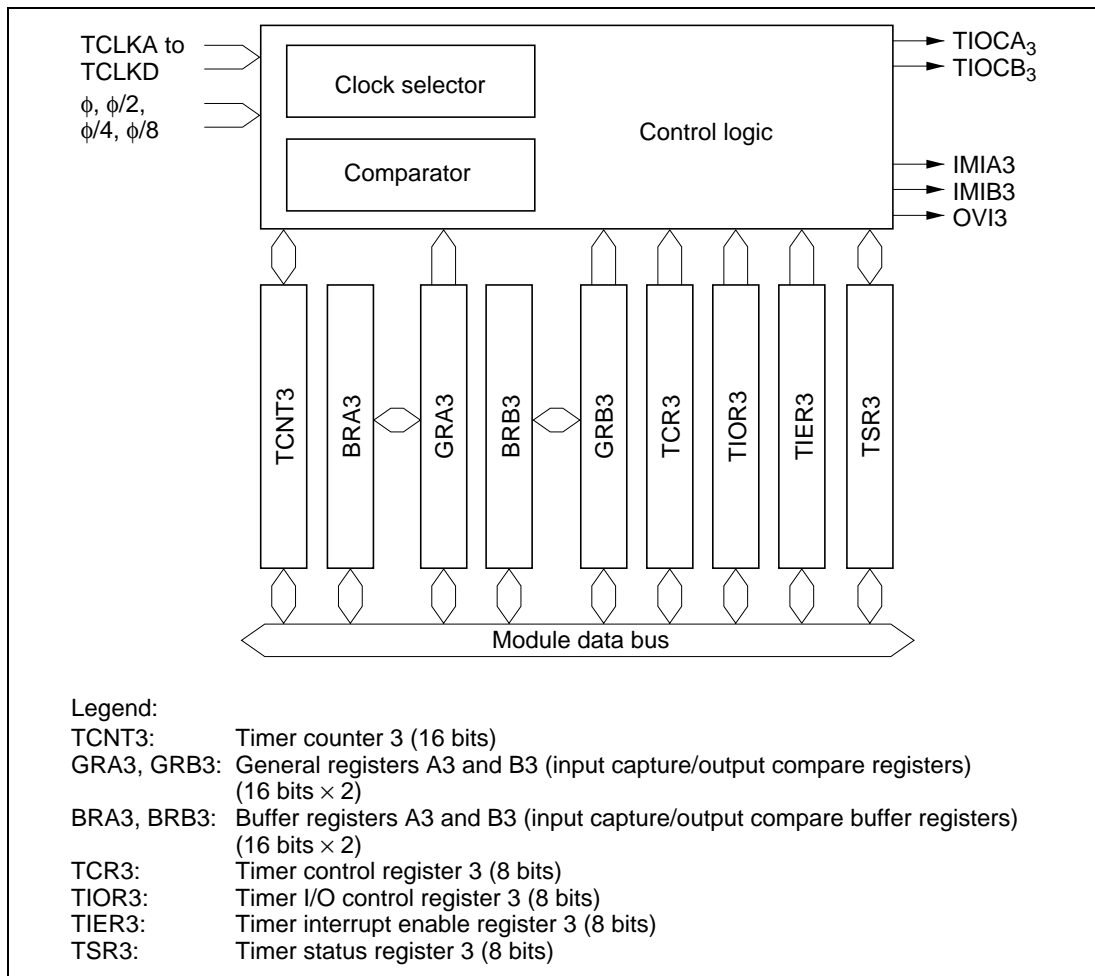 TCLKA to
TCLKD
ϕ, ϕ/2,
ϕ/4, ϕ/8
Clock selector
Comparator
Control logic
TIOCA3
TIOCB3
IMIA3
IMIB3
OVI3
TCNT3
BRA3
GRA3
BRB3
GRB3
TCR3
TIOR3
TIER3
TSR3
Module data bus
Legend:
TCNT3: Timer counter 3 (16 bits)
GRA3, GRB3: General registers A3 and B3 (input capture/output compare registers)
(16 bits × 2)
BRA3, BRB3: Buffer registers A3 and B3 (input capture/output compare buffer registers)
(16 bits × 2)
TCR3: Timer control register 3 (8 bits)
TIOR3: Timer I/O control register 3 (8 bits)
TIER3: Timer interrupt enable register 3 (8 bits)
TSR3: Timer status register 3 (8 bits)